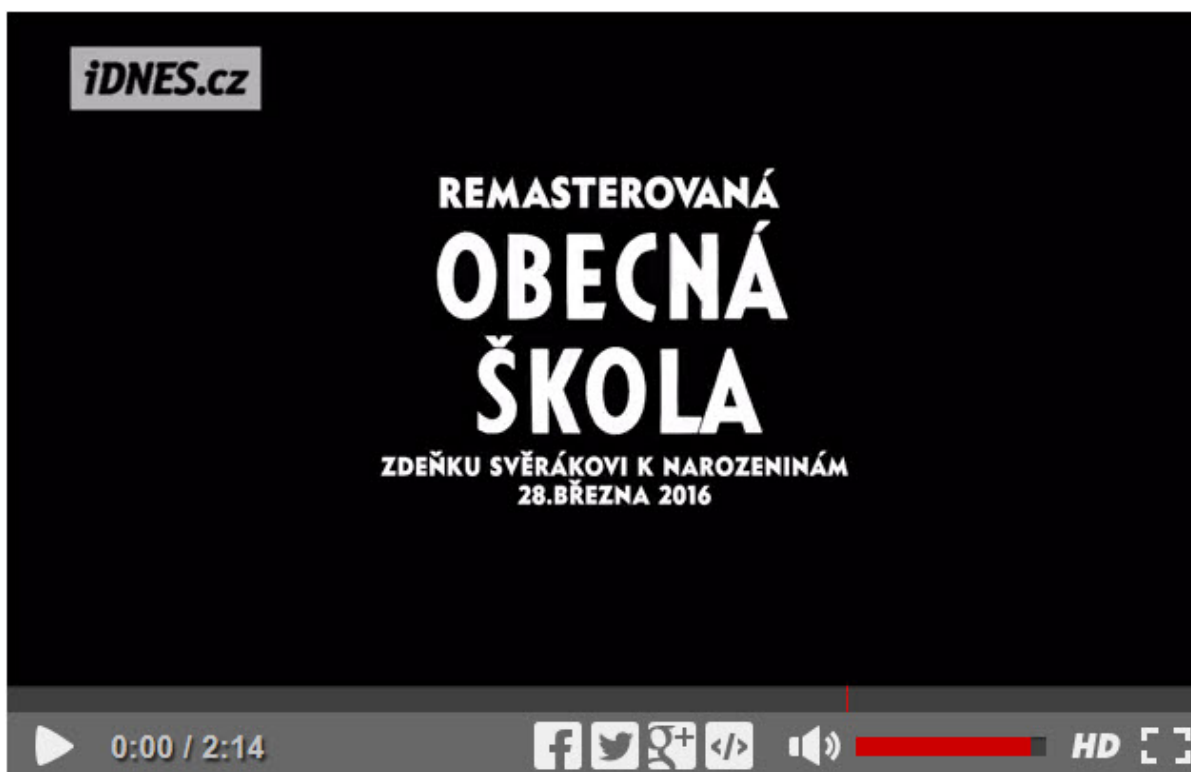 iDNES.cz
REMASTEROVANÁ
OBECNÁ
ŠKOLA
ZDEŇKU SVĚRÁKOVI K NAROZENINÁM
28.BŘEZNA 2016
0:00 / 2:14 f g+ </> HD